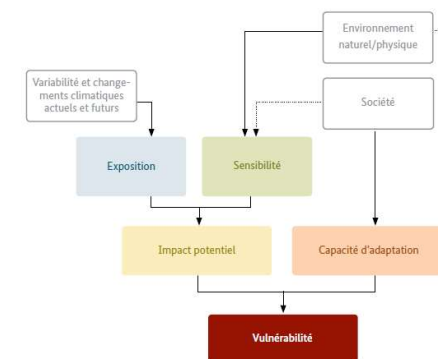 Environnement
naturel/physique
Variabilité et change-
ments climatiques
actuels et futurs
Société
Exposition
Sensibilité
Impact potentiel
Capacité d'adaptation
Vulnérabilité